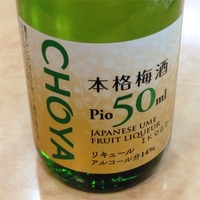 CHOYA
本格梅酒
Pio 50ml
JAPANESE UME
FRUIT LIQUEUR
リキュール
アルコール分14%